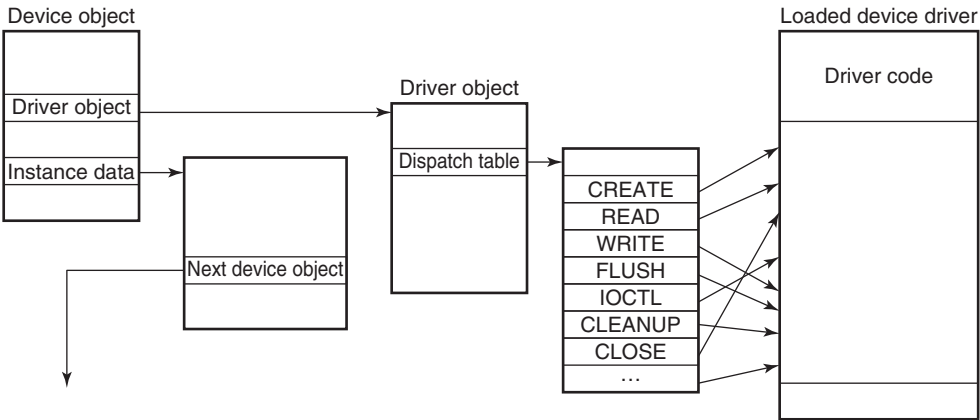 Device object
Driver object
Instance data
Next device object
Driver object
Dispatch table
CREATE
READ
WRITE
FLUSH
IOCTL
CLEANUP
CLOSE
…
Loaded device driver
Driver code